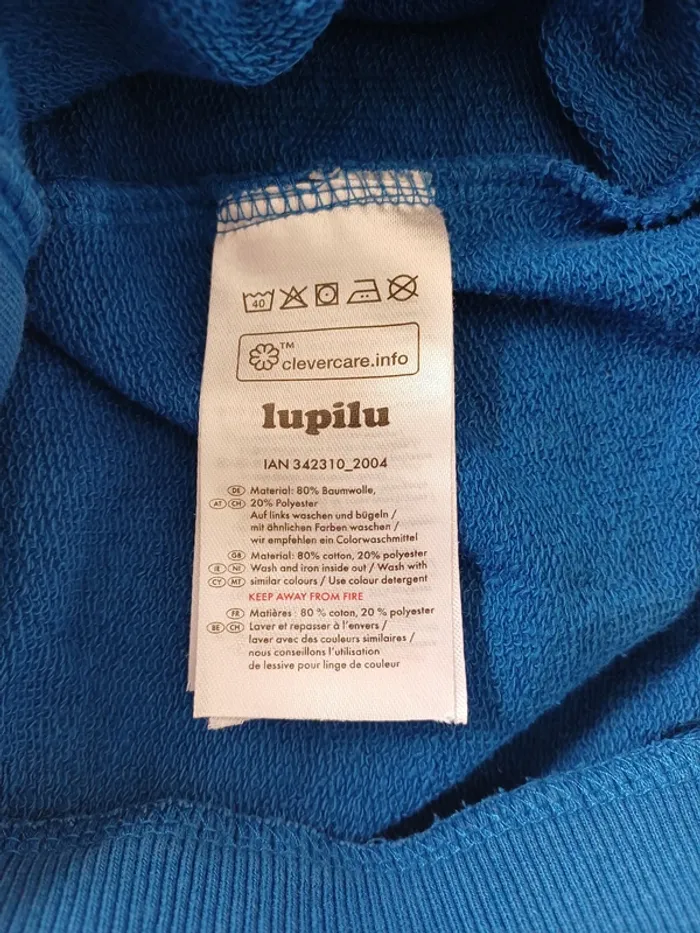 40
™
clevercare.info
lupilu
IAN 342310_2004
DE Material: 80% Baumwolle,
AT CH 20% Polyester
Auf links waschen und bügeln /
mit ähnlichen Farben waschen /
wir empfehlen ein Colorwaschmittel
GB Material: 80% cotton, 20% polyester
IE NI Wash and iron inside out / Wash with
CY MT similar colours / Use colour detergent
KEEP AWAY FROM FIRE
FR Matières : 80 % coton, 20 % polyester
BE CH Laver et repasser à l'envers /
laver avec des couleurs similaires /
nous conseillons l'utilisation
de lessive pour linge de couleur